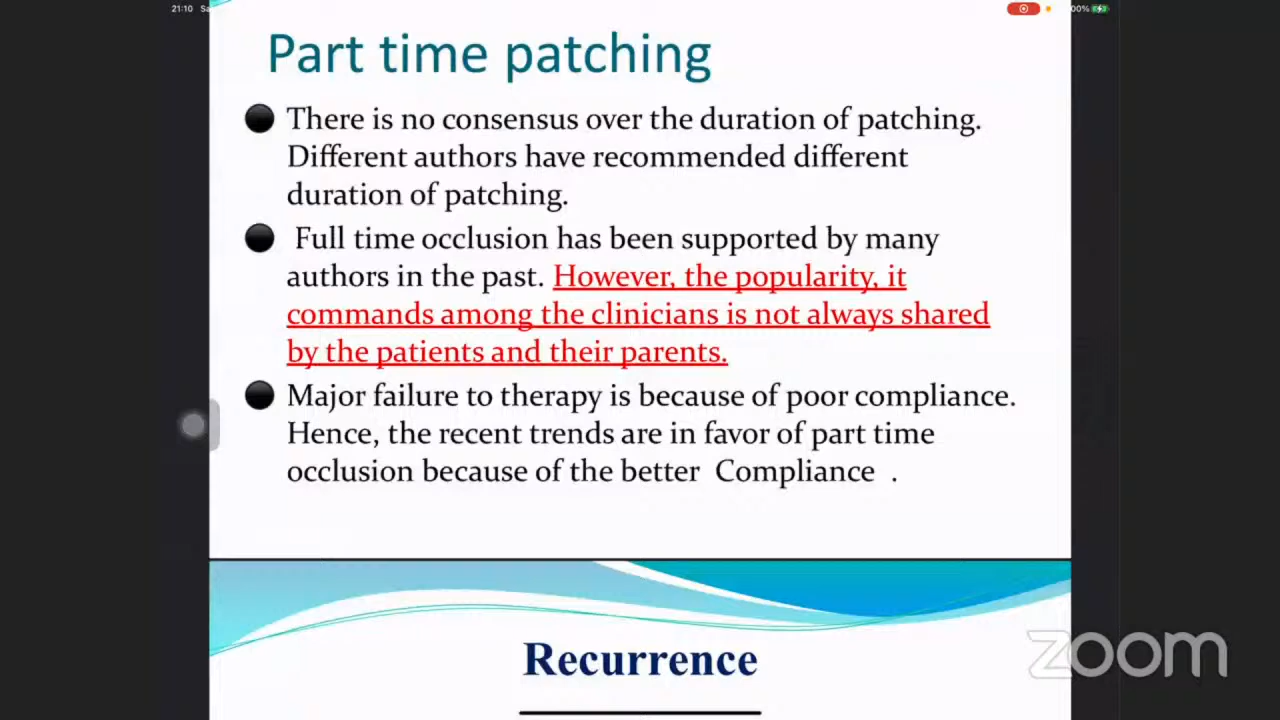 21:10 Sa
00%
Part time patching
There is no consensus over the duration of patching.
Different authors have recommended different
duration of patching.
Full time occlusion has been supported by many
authors in the past. However, the popularity, it
commands among the clinicians is not always shared
by the patients and their parents.
Major failure to therapy is because of poor compliance.
Hence, the recent trends are in favor of part time
occlusion because of the better Compliance .
Recurrence
zoom